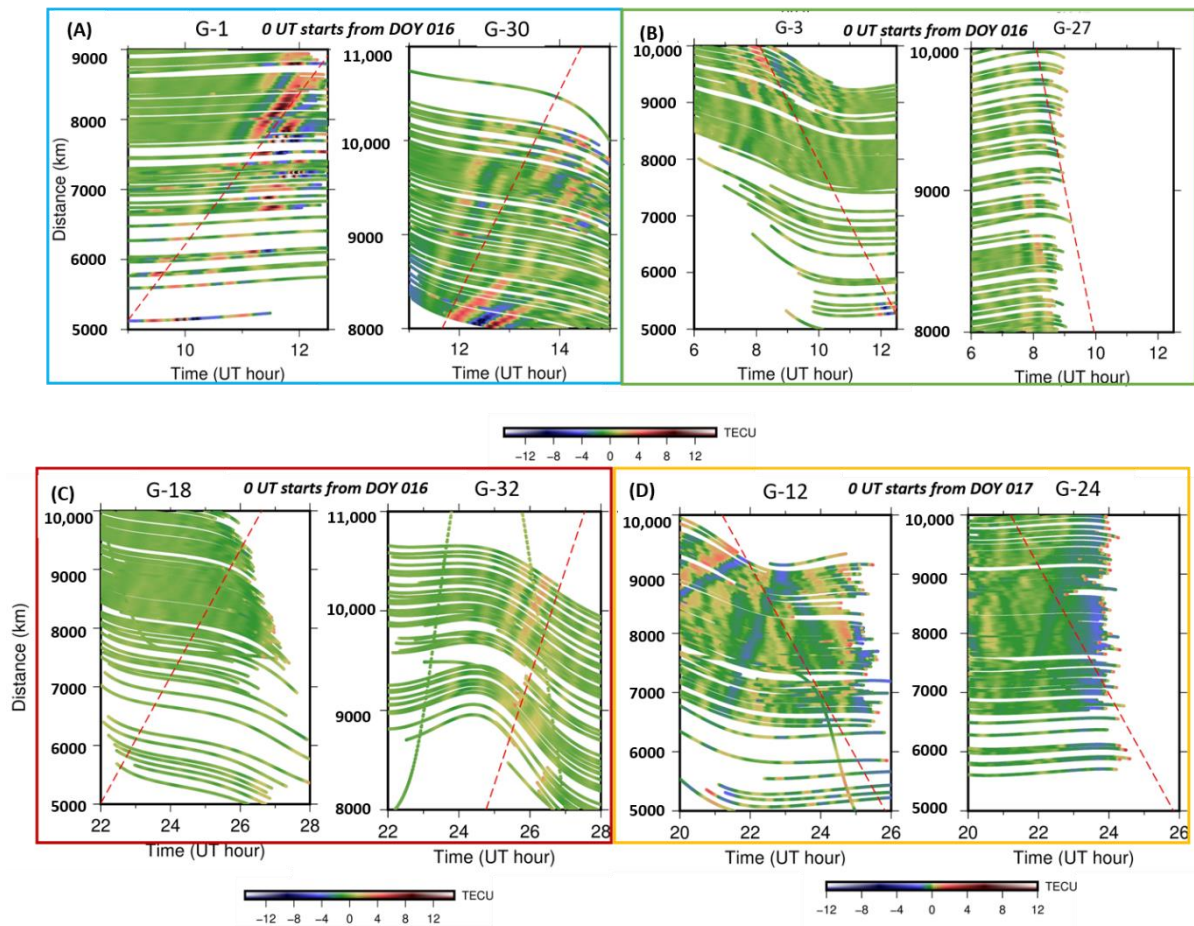 (A) G-1 0 UT starts from DOY 016 G-30
9000
8000
7000
6000
5000
Distance (km)
10 12
Time (UT hour)
11,000
10,000
9000
8000
12 14
Time (UT hour)
(B) G-3 0 UT starts from DOY 016 G-27
10,000
9000
8000
7000
6000
5000
6 8 10 12
Time (UT hour)
10,000
9000
8000
6 8 10 12
Time (UT hour)
TECU
−12 −8 −4 0 4 8 12
(C) G-18 0 UT starts from DOY 016 G-32
10,000
9000
8000
7000
6000
5000
Distance (km)
22 24 26 28
Time (UT hour)
11,000
10,000
9000
8000
22 24 26 28
Time (UT hour)
TECU
−12 −8 −4 0 4 8 12
(D) G-12 0 UT starts from DOY 017 G-24
10,000
9000
8000
7000
6000
5000
20 22 24 26
Time (UT hour)
10,000
9000
8000
7000
6000
5000
20 22 24 26
Time (UT hour)
TECU
−12 −8 −4 0 4 8 12